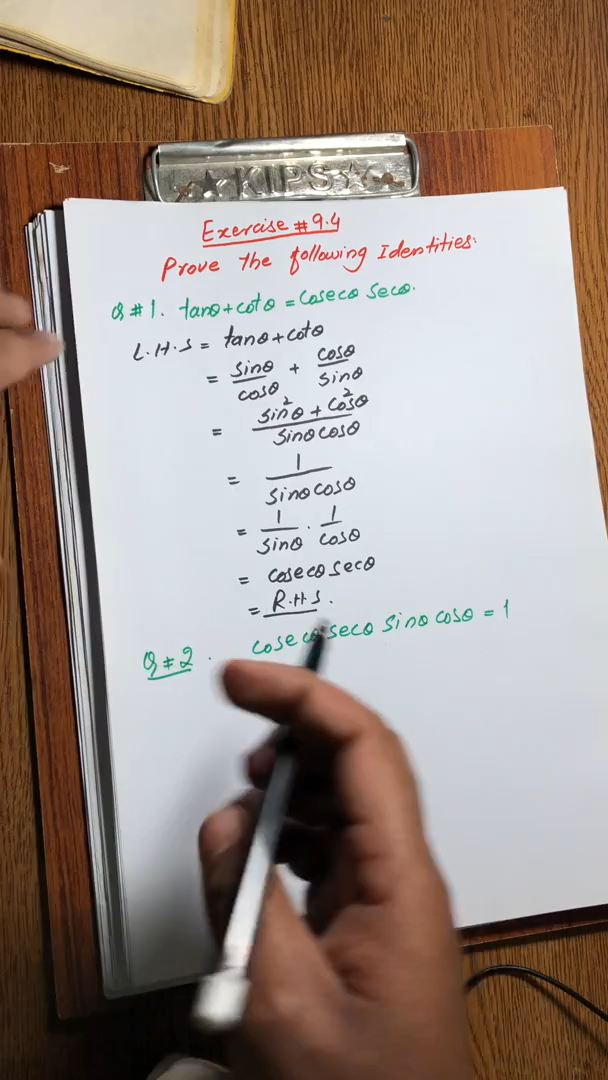 KIPS
Exercise #9.4
Prove the following Identities:
Q #1. tanθ+cotθ = cosecθ secθ.
L.H.S = tanθ+cotθ
= sinθ/cosθ + cosθ/sinθ
= sin²θ + cos²θ / sinθ cosθ
= 1 / sinθ cosθ
= 1/sinθ . 1/cosθ
= cosecθ secθ
= R.H.S.
Q #2. cosecθ secθ sinθ cosθ = 1